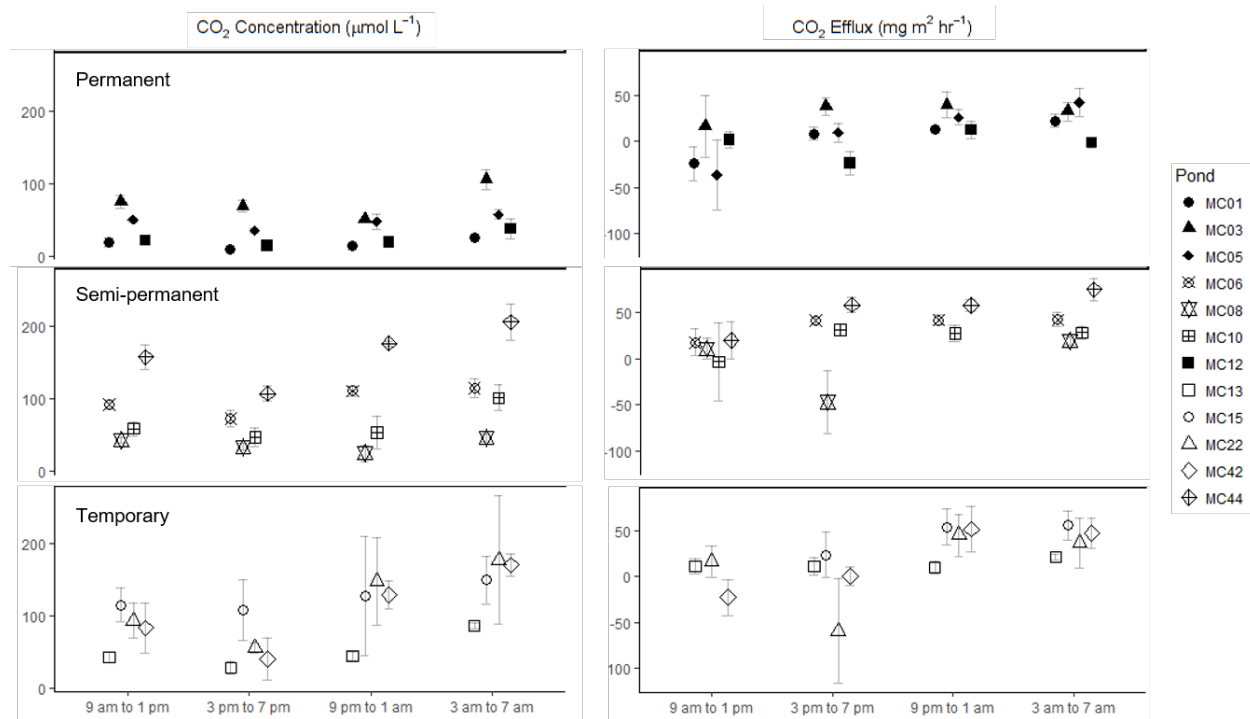 CO₂ Concentration (μmol L⁻¹)
CO₂ Efflux (mg m² hr⁻¹)
Permanent
200
100
0
50
0
-50
-100
Semi-permanent
200
100
0
50
0
-50
-100
Temporary
200
100
0
50
0
-50
100
9 am to 1 pm
3 pm to 7 pm
9 pm to 1 am
3 am to 7 am
9 am to 1 pm
3 pm to 7 pm
9 pm to 1 am
3 am to 7 am
Pond
MC01
MC03
MC05
MC06
MC08
MC10
MC12
MC13
MC15
MC22
MC42
MC44